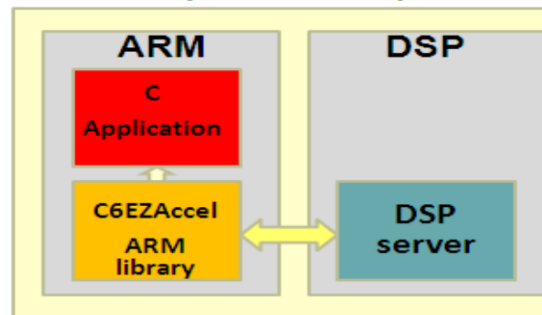 ARM
C
Application
C6EZAccel
ARM
library
DSP
DSP
server